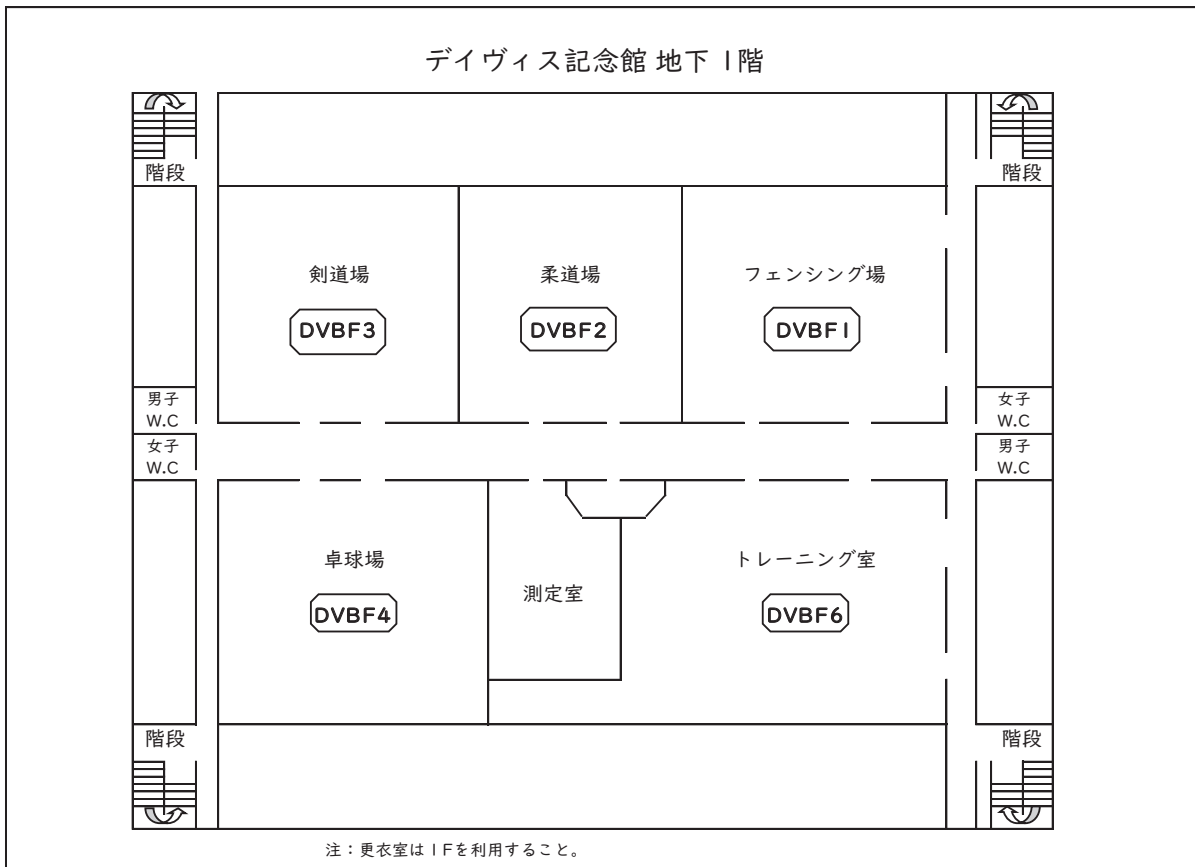 デイヴィス記念館 地下 1階
階段
階段
剣道場
柔道場
フェンシング場
DVBF3
DVBF2
DVBF1
男子
W.C
女子
W.C
女子
W.C
男子
W.C
卓球場
測定室
トレーニング室
DVBF4
DVBF6
階段
階段
注：更衣室は1Fを利用すること。